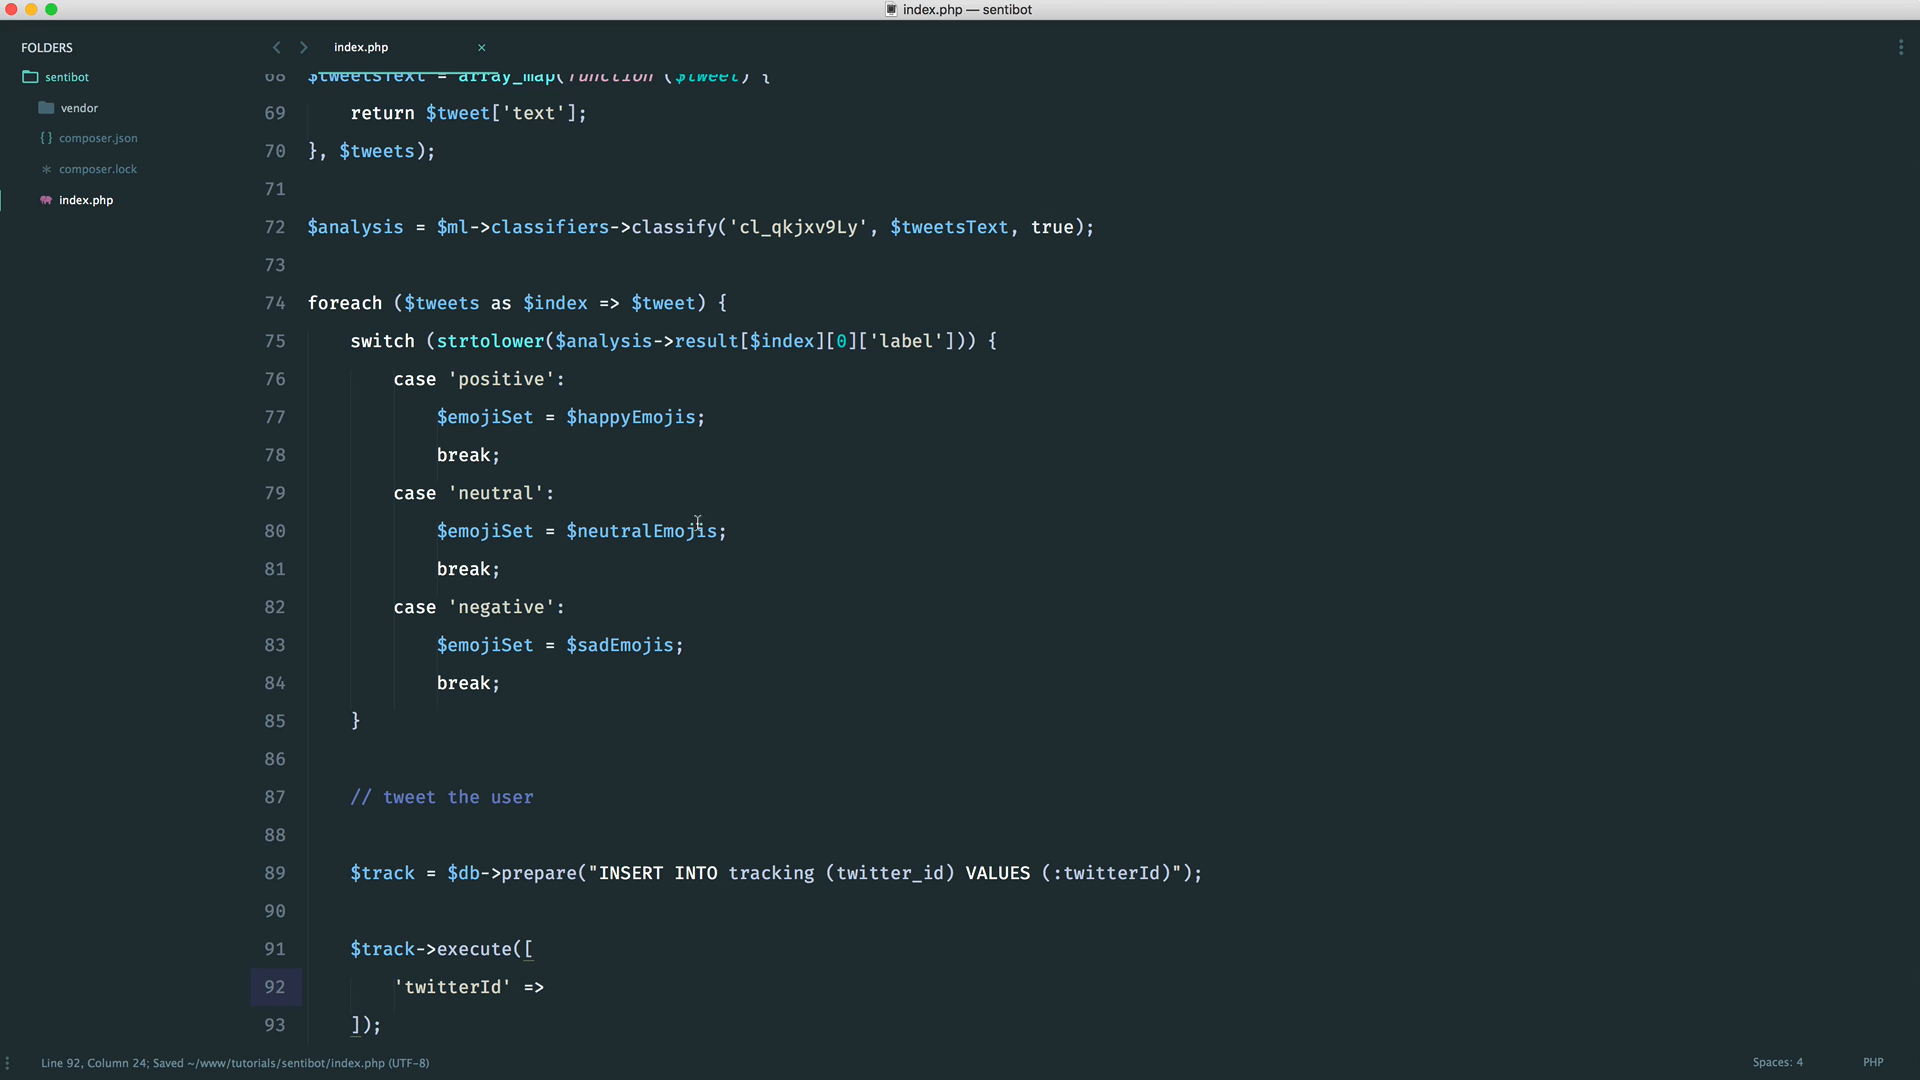 index.php — sentibot
FOLDERS
sentibot
vendor
{} composer.json
* composer.lock
index.php
index.php ×
68 $tweetsText = array_map(function ($tweet) {
69 return $tweet['text'];
70 }, $tweets);
71
72 $analysis = $ml->classifiers->classify('cl_qkjxv9Ly', $tweetsText, true);
73
74 foreach ($tweets as $index => $tweet) {
75 switch (strtolower($analysis->result[$index][0]['label'])) {
76 case 'positive':
77 $emojiSet = $happyEmojis;
78 break;
79 case 'neutral':
80 $emojiSet = $neutralEmojis;
81 break;
82 case 'negative':
83 $emojiSet = $sadEmojis;
84 break;
85 }
86
87 // tweet the user
88
89 $track = $db->prepare("INSERT INTO tracking (twitter_id) VALUES (:twitterId)");
90
91 $track->execute([
92 'twitterId' =>
93 ]);
Line 92, Column 24; Saved ~/www/tutorials/sentibot/index.php (UTF-8)
Spaces: 4
PHP